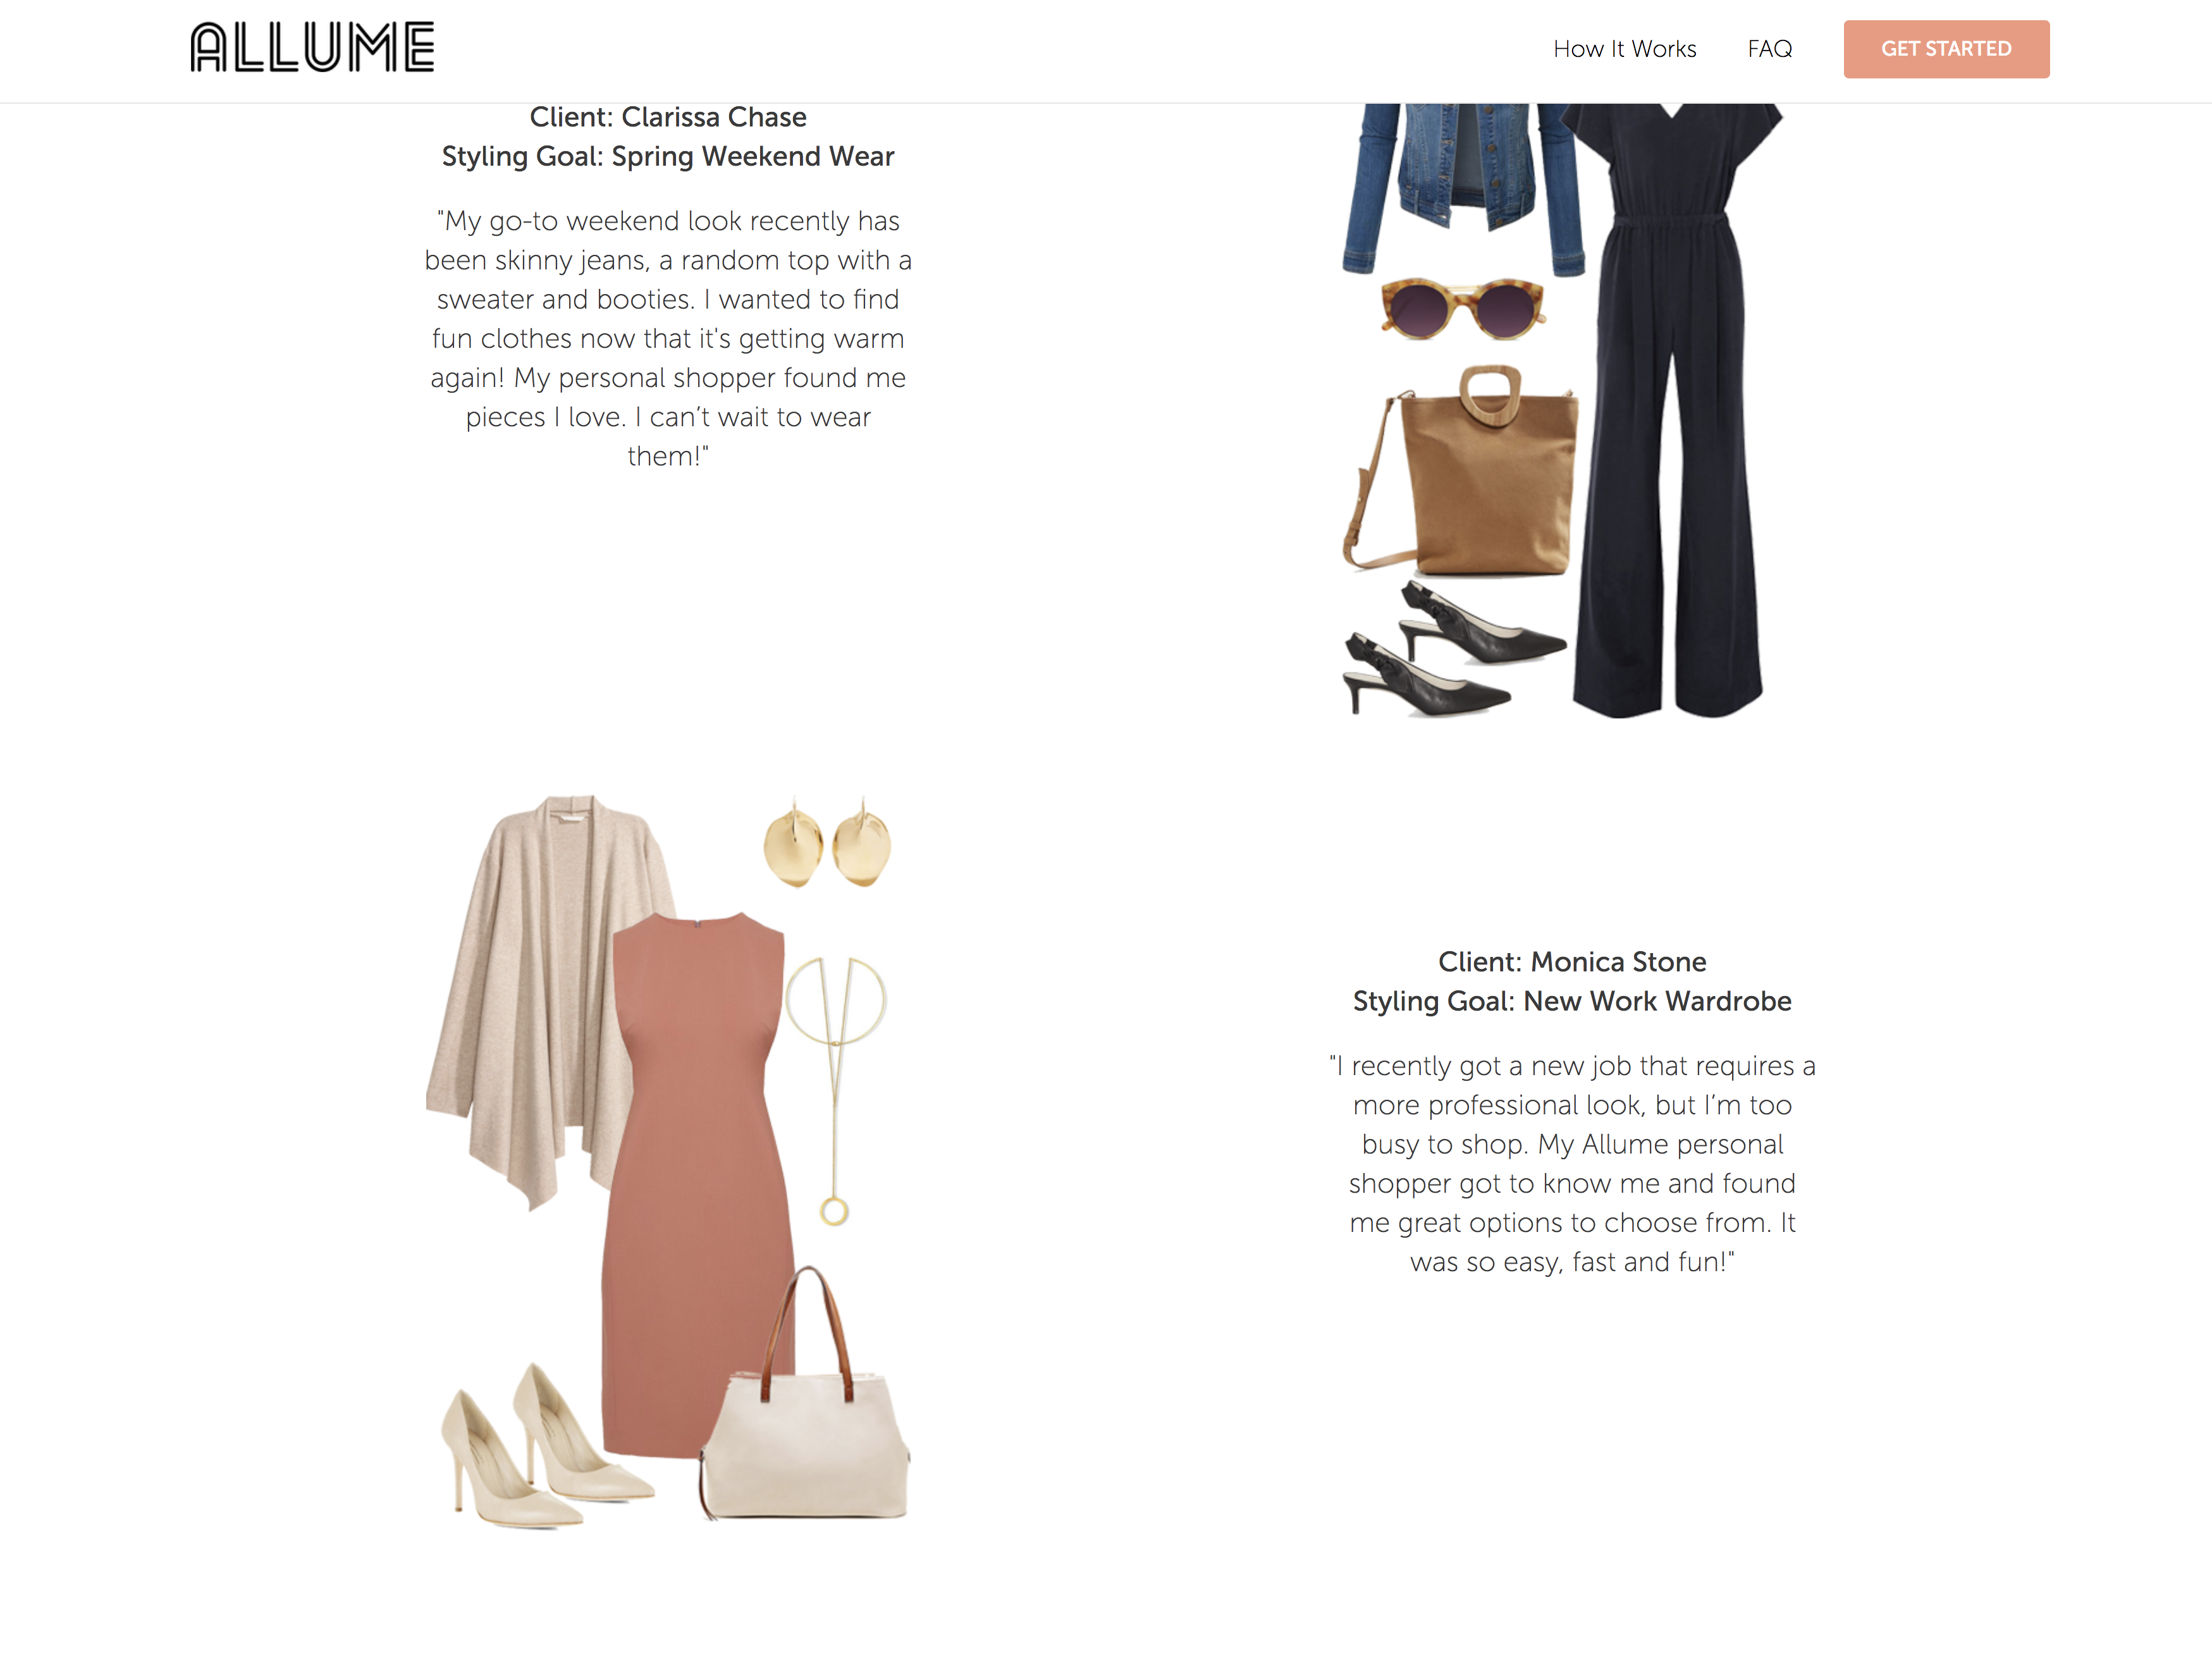 ALLUME
How It Works
FAQ
GET STARTED
Client: Clarissa Chase
Styling Goal: Spring Weekend Wear
"My go-to weekend look recently has
been skinny jeans, a random top with a
sweater and booties. I wanted to find
fun clothes now that it's getting warm
again! My personal shopper found me
pieces I love. I can’t wait to wear
them!"
Client: Monica Stone
Styling Goal: New Work Wardrobe
"I recently got a new job that requires a
more professional look, but I’m too
busy to shop. My Allume personal
shopper got to know me and found
me great options to choose from. It
was so easy, fast and fun!"